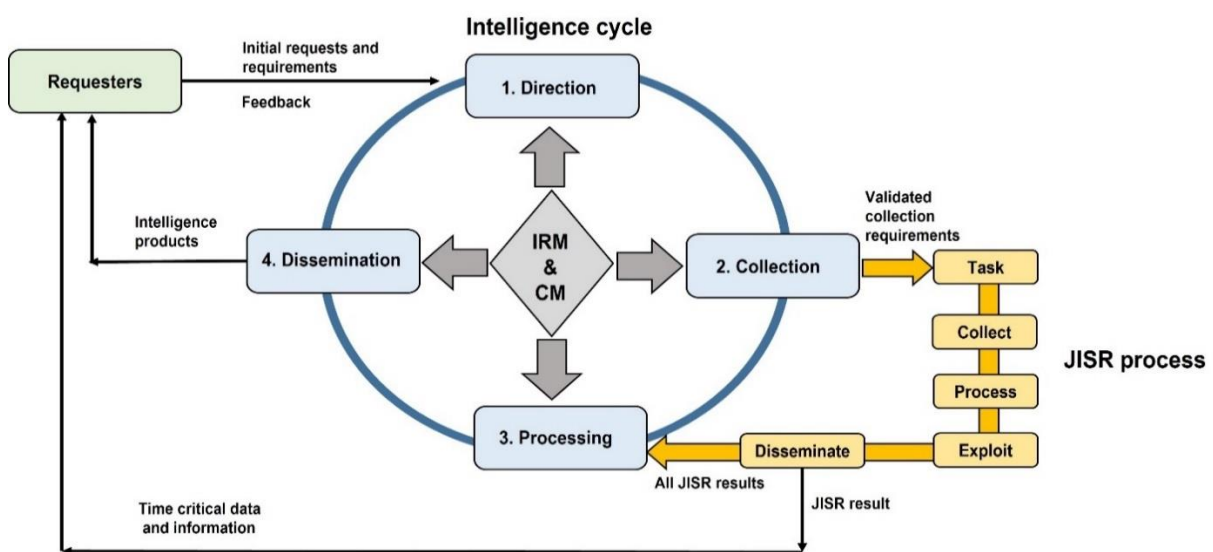 Intelligence cycle
Requesters
Initial requests and
requirements
Feedback
1. Direction
Validated
collection
requirements
Intelligence
products
4. Dissemination
IRM
&
CM
2. Collection
Task
Collect
JISR process
Process
3. Processing
Disseminate
Exploit
All JISR results
JISR result
Time critical data
and information